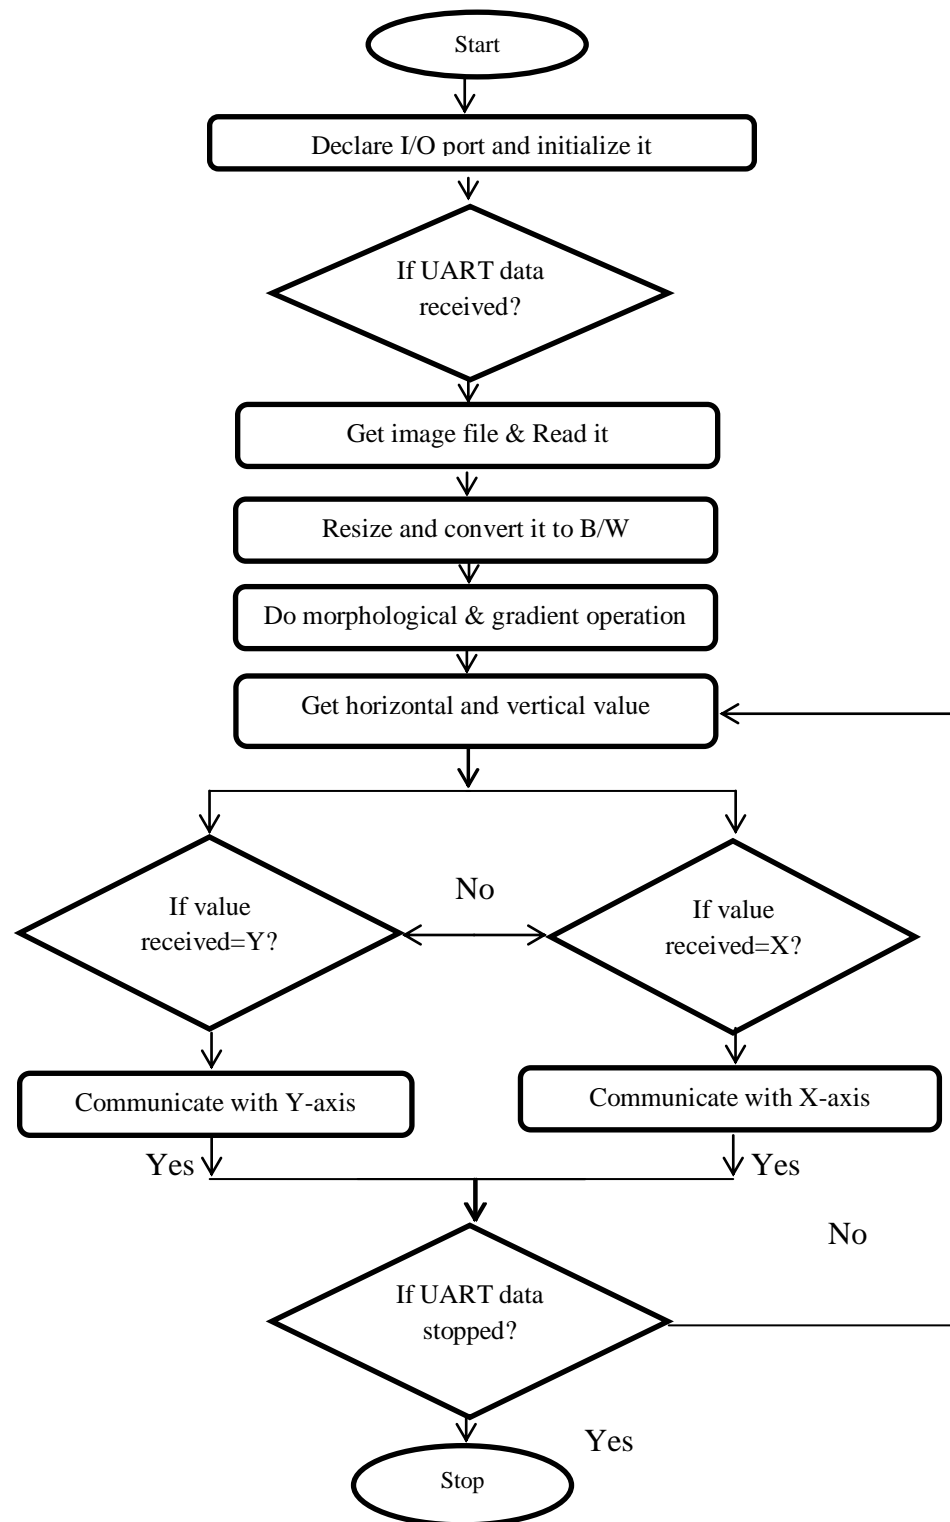 Start
Declare I/O port and initialize it
If UART data
received?
Get image file & Read it
Resize and convert it to B/W
Do morphological & gradient operation
Get horizontal and vertical value
No
If value
received=Y?
If value
received=X?
Communicate with Y-axis
Communicate with X-axis
Yes
Yes
No
If UART data
stopped?
Yes
Stop